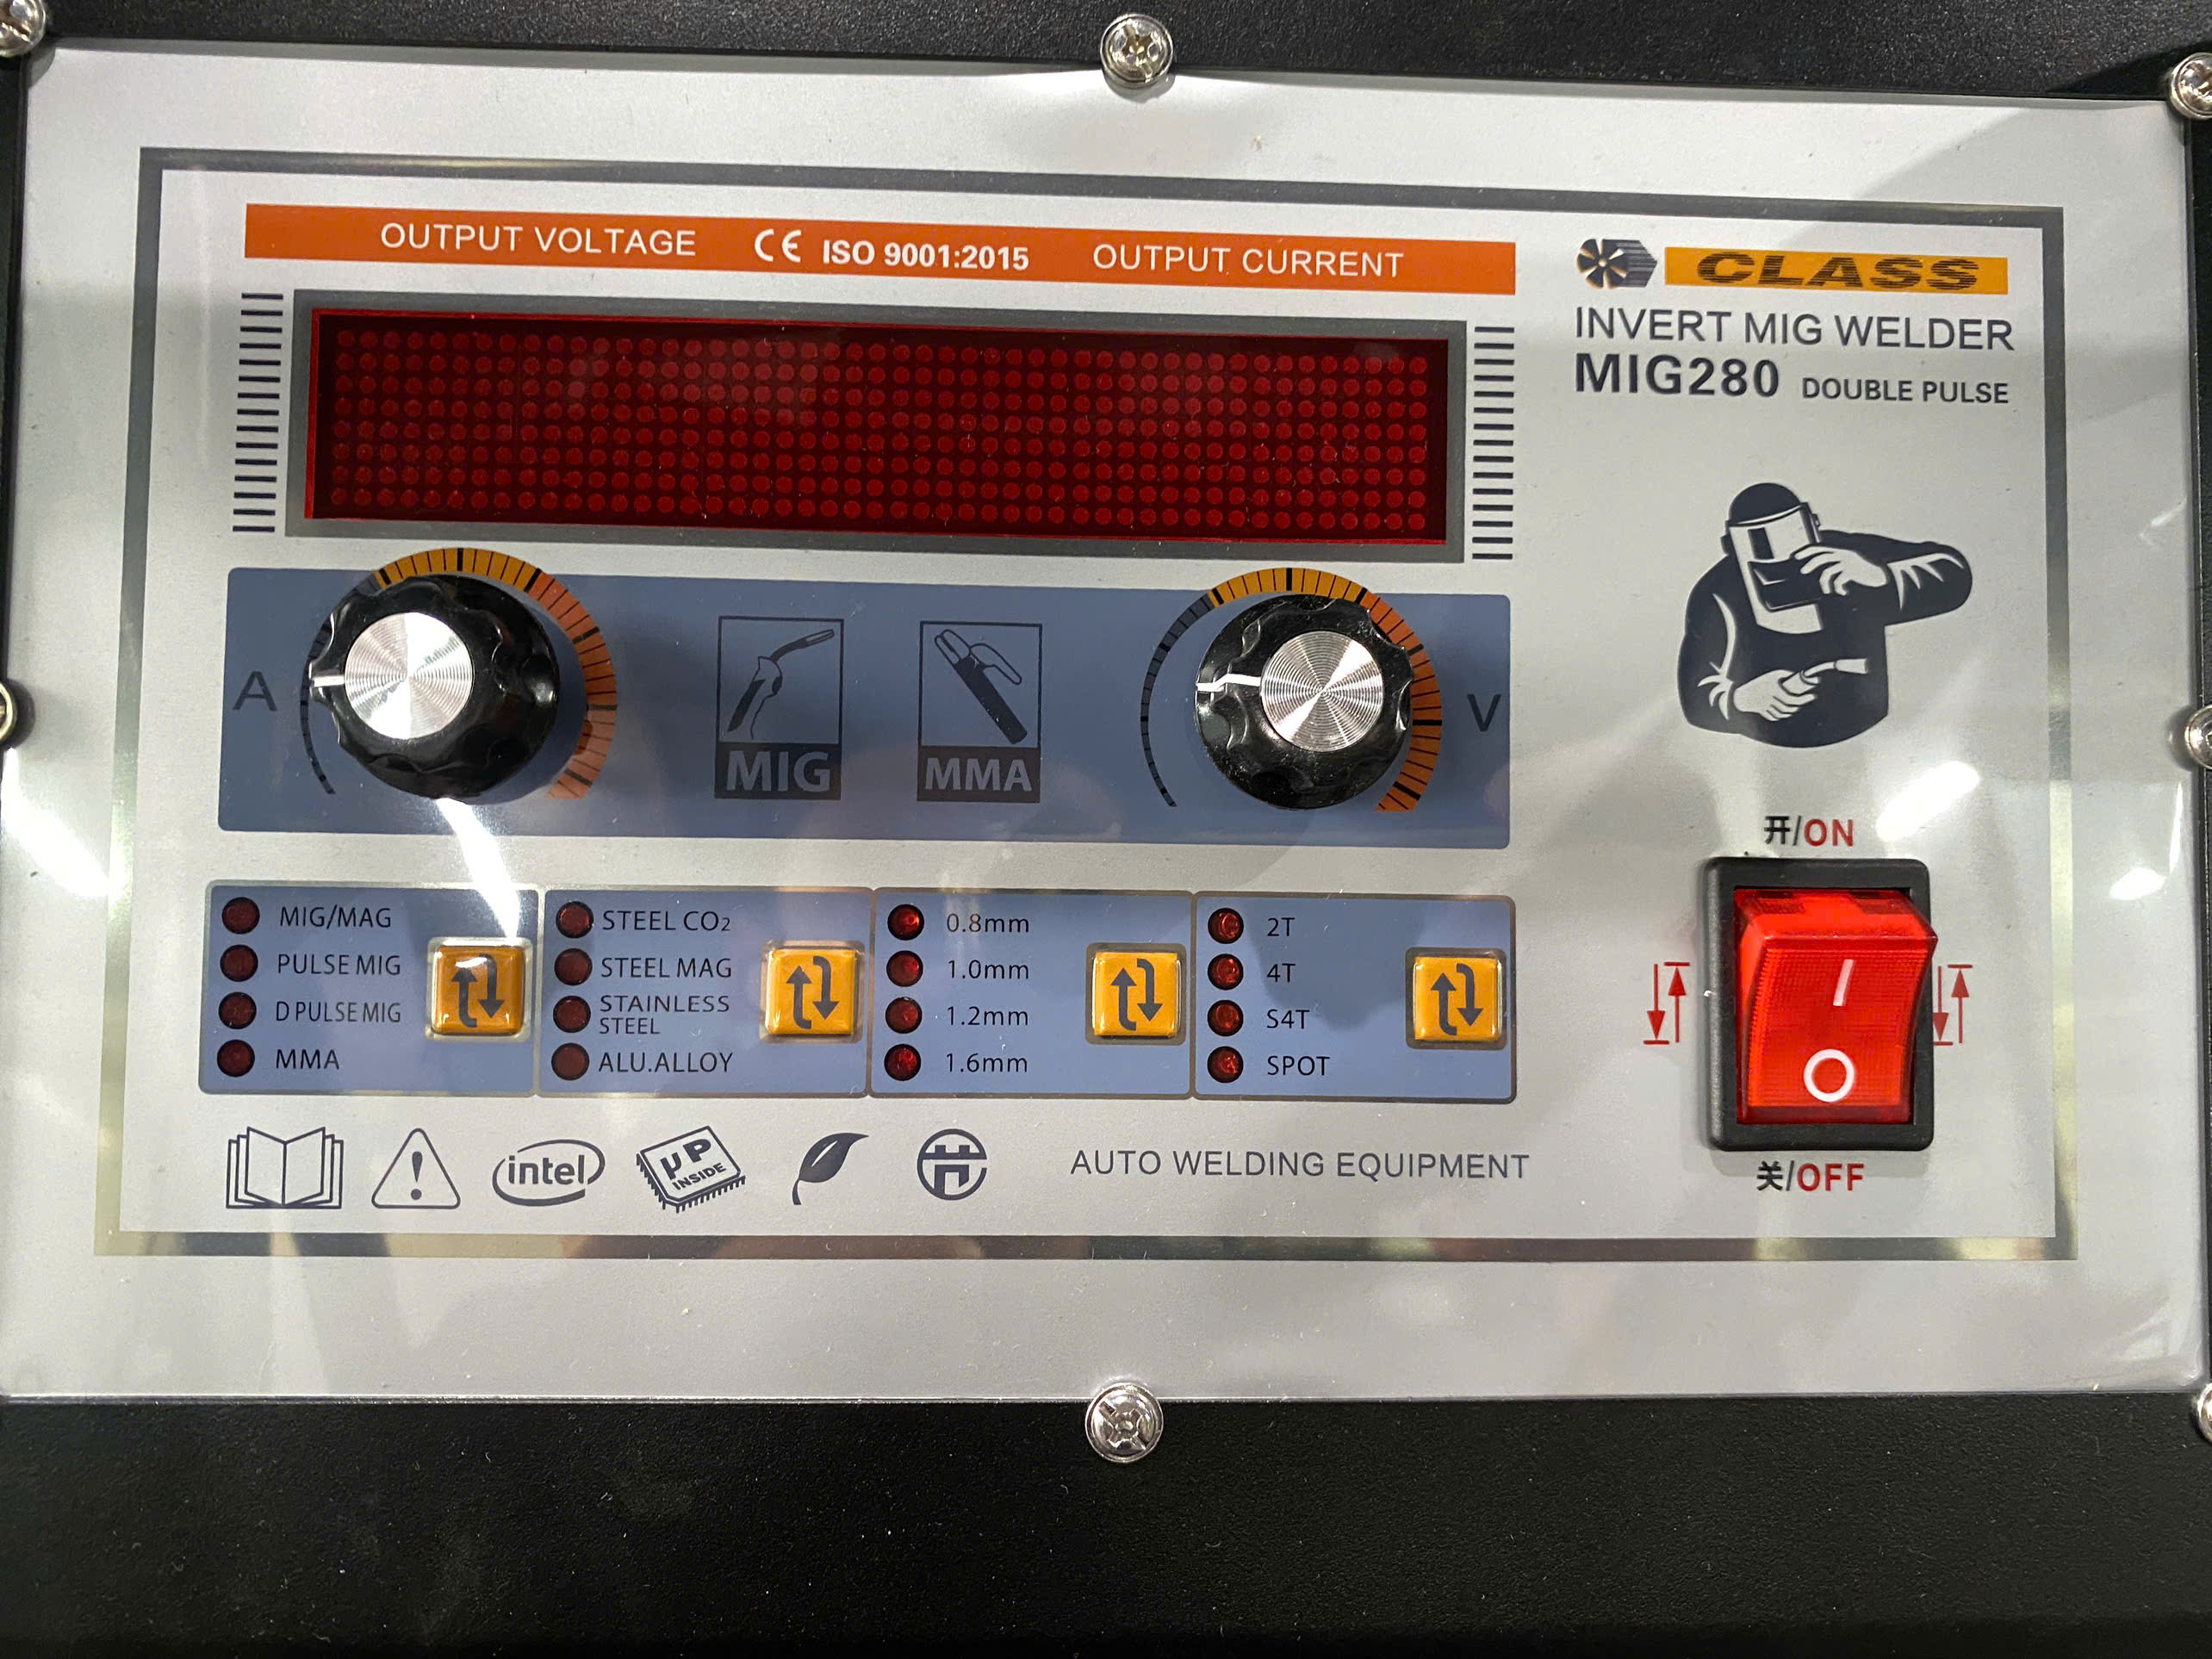 OUTPUT VOLTAGE CE ISO 9001:2015 OUTPUT CURRENT
CLASS
INVERT MIG WELDER
MIG280 DOUBLE PULSE
A
MIG
MMA
V
开/ON
MIG/MAG
PULSE MIG
D PULSE MIG
MMA
STEEL CO₂
STEEL MAG
STAINLESS
STEEL
ALU.ALLOY
0.8mm
1.0mm
1.2mm
1.6mm
2T
4T
S4T
SPOT
I
O
关/OFF
intel
μP
INSIDE
AUTO WELDING EQUIPMENT